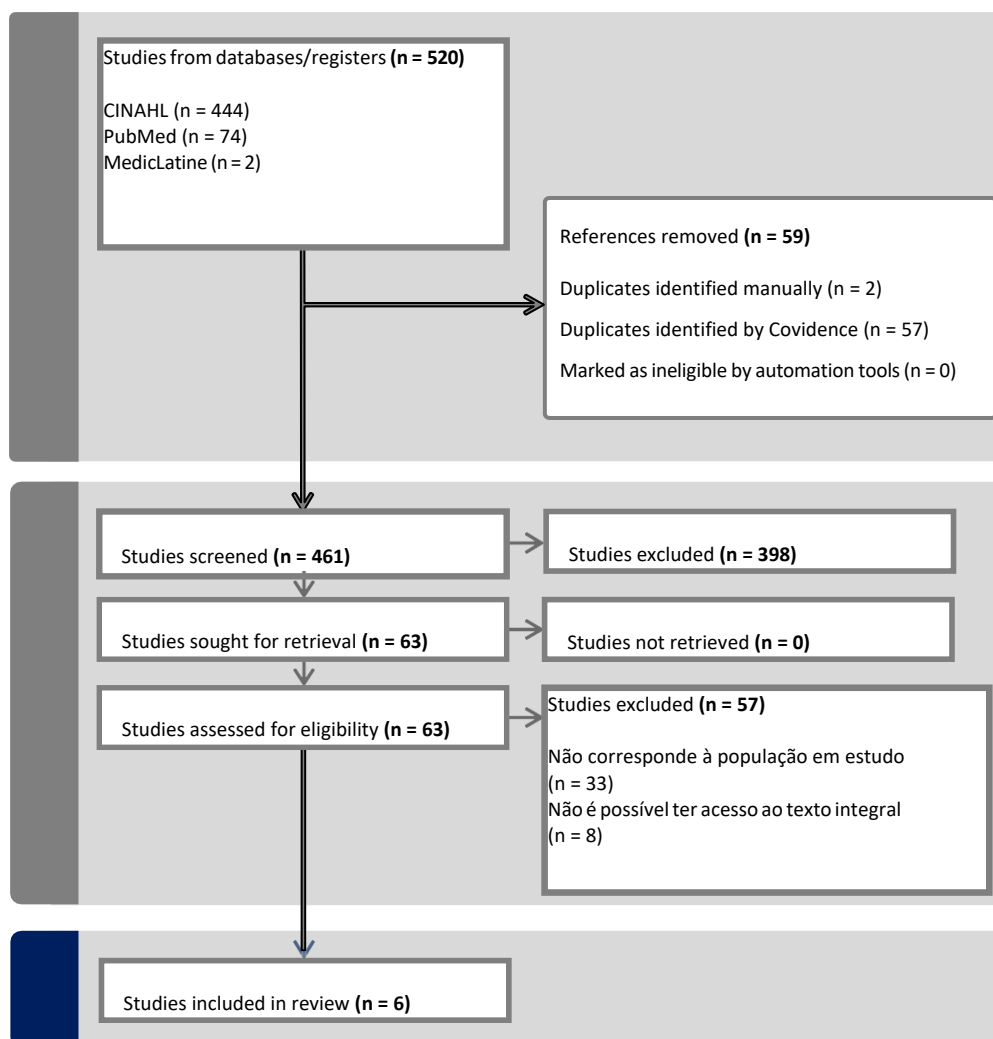 Studies from databases/registers (n = 520)
CINAHL (n = 444)
PubMed (n = 74)
MedicLatine (n = 2)
References removed (n = 59)
Duplicates identified manually (n = 2)
Duplicates identified by Covidence (n = 57)
Marked as ineligible by automation tools (n = 0)
Studies screened (n = 461)
Studies excluded (n = 398)
Studies sought for retrieval (n = 63)
Studies not retrieved (n = 0)
Studies assessed for eligibility (n = 63)
Studies excluded (n = 57)
Não corresponde à população em estudo
(n = 33)
Não é possível ter acesso ao texto integral
(n = 8)
Studies included in review (n = 6)